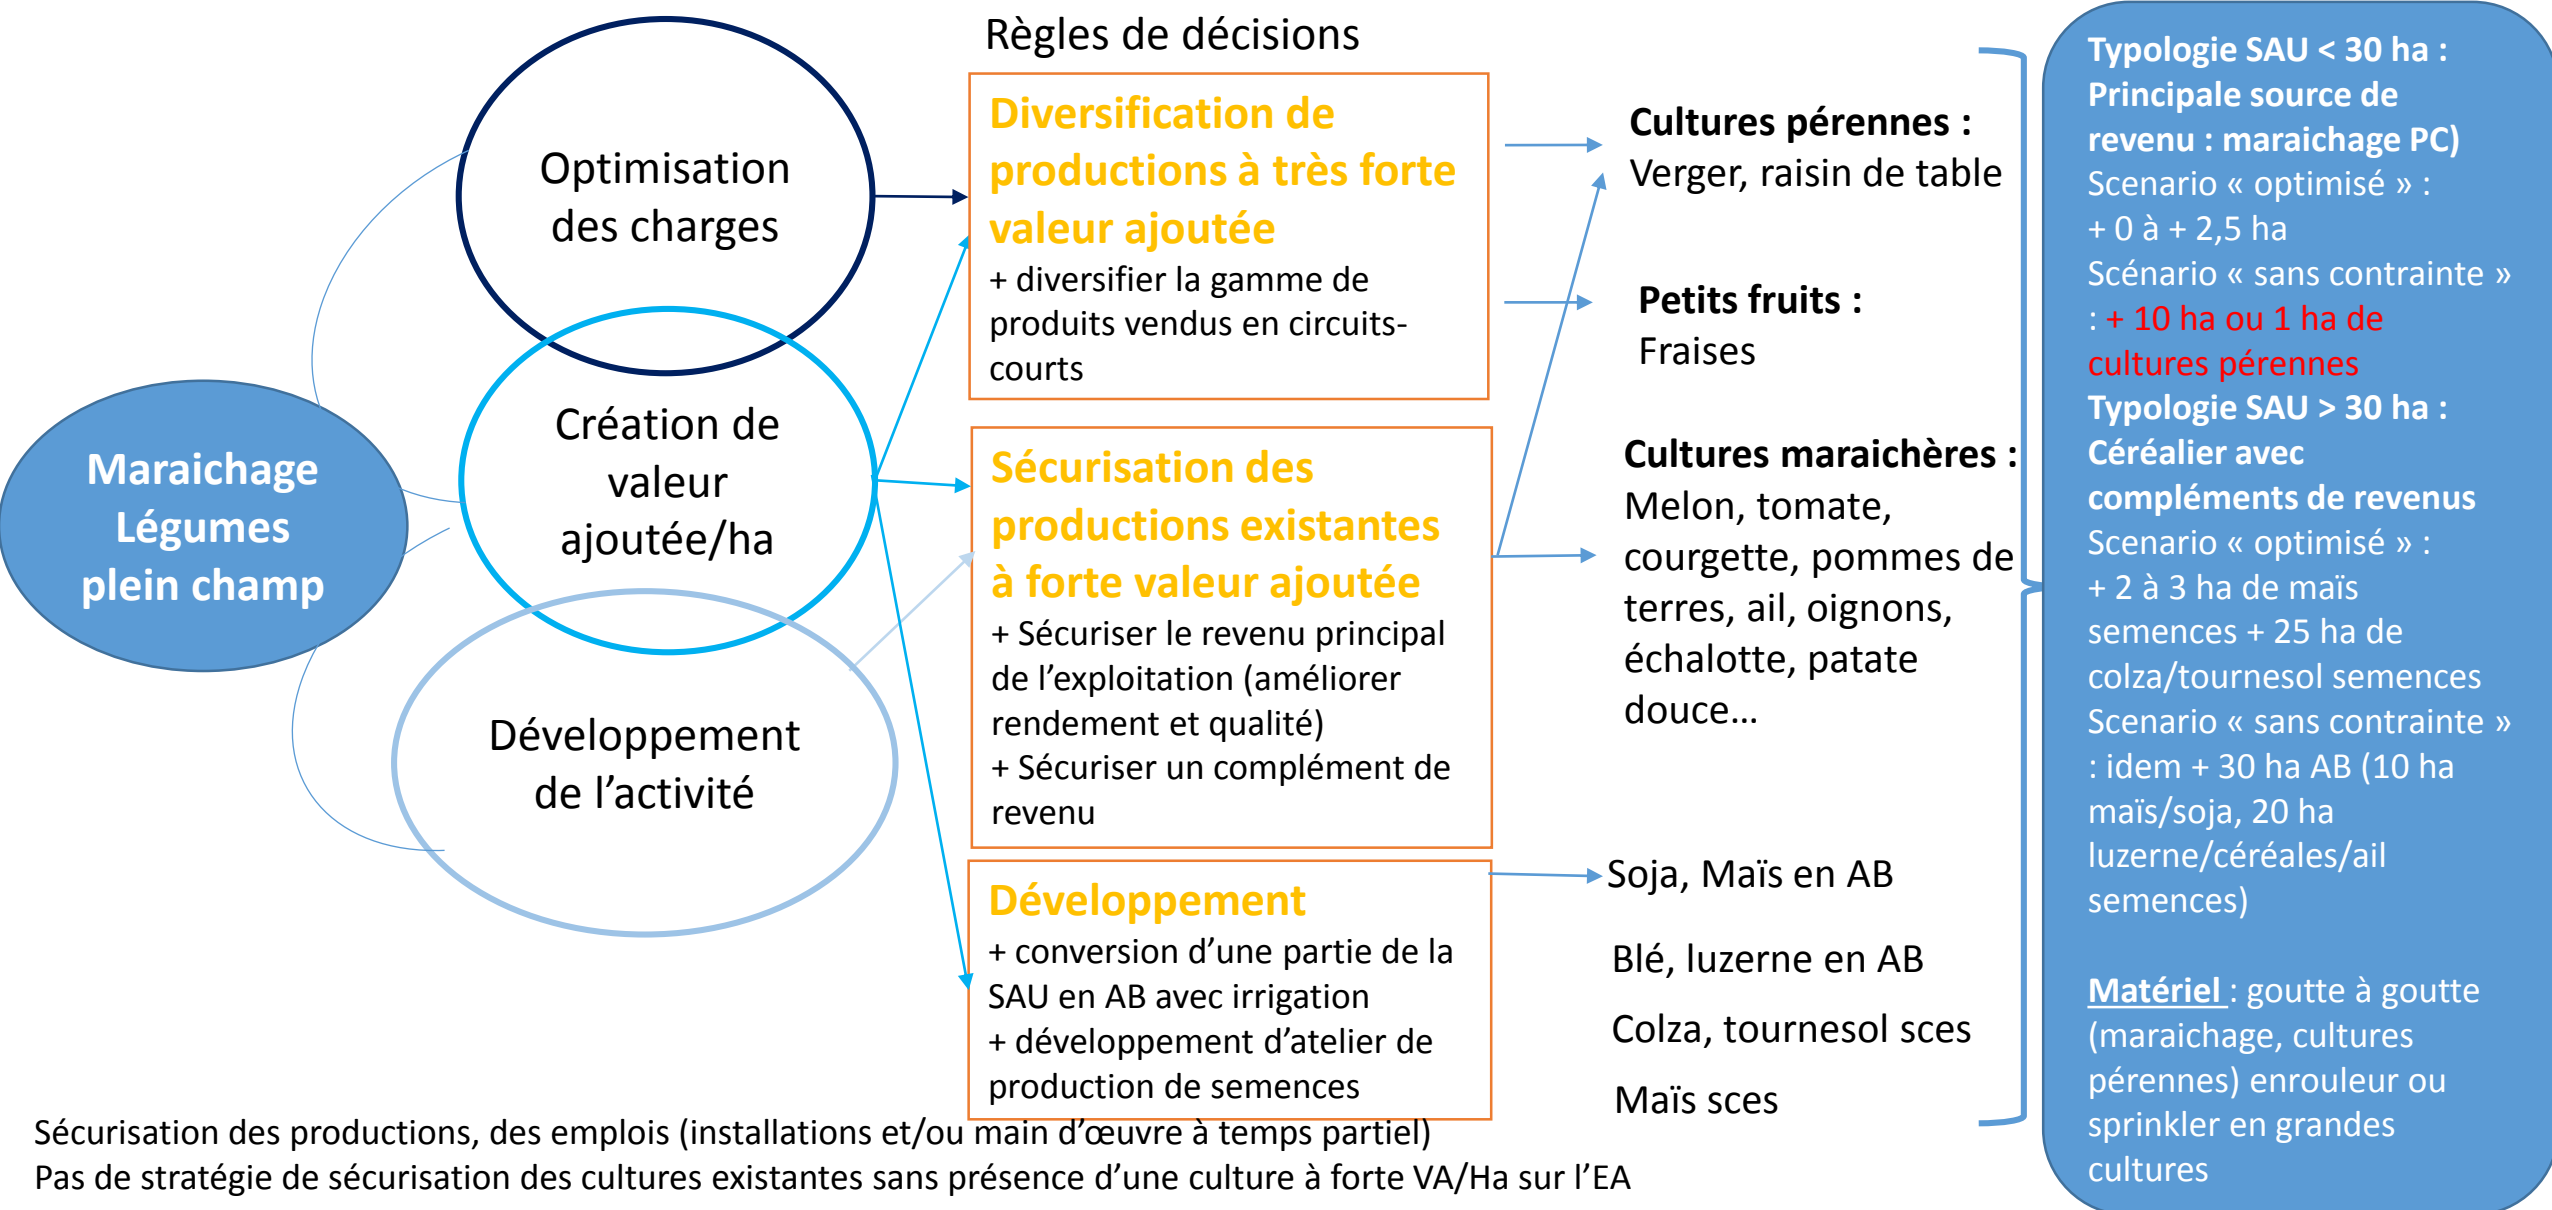 Maraichage
Légumes
plein champ
Optimisation
des charges
Création de
valeur
ajoutée/ha
Développement
de l’activité
Règles de décisions
Diversification de
productions à très forte
valeur ajoutée
+ diversifier la gamme de
produits vendus en circuits-
courts
Sécurisation des
productions existantes
à forte valeur ajoutée
+ Sécuriser le revenu principal
de l’exploitation (améliorer
rendement et qualité)
+ Sécuriser un complément de
revenu
Développement
+ conversion d’une partie de la
SAU en AB avec irrigation
+ développement d’atelier de
production de semences
Cultures pérennes :
Verger, raisin de table
Petits fruits :
Fraises
Cultures maraichères :
Melon, tomate,
courgette, pommes de
terres, ail, oignons,
échalotte, patate
douce…
Soja, Maïs en AB
Blé, luzerne en AB
Colza, tournesol sces
Maïs sces
Typologie SAU < 30 ha :
Principale source de
revenu : maraichage PC)
Scenario « optimisé » :
+ 0 à + 2,5 ha
Scénario « sans contrainte »
: + 10 ha ou 1 ha de
cultures pérennes
Typologie SAU > 30 ha :
Céréalier avec
compléments de revenus
Scenario « optimisé » :
+ 2 à 3 ha de maïs
semences + 25 ha de
colza/tournesol semences
Scenario « sans contrainte »
: idem + 30 ha AB (10 ha
maïs/soja, 20 ha
luzerne/céréales/ail
semences)
Matériel : goutte à goutte
(maraichage, cultures
pérennes) enrouleur ou
sprinkler en grandes
cultures
Sécurisation des productions, des emplois (installations et/ou main d’œuvre à temps partiel)
Pas de stratégie de sécurisation des cultures existantes sans présence d’une culture à forte VA/Ha sur l’EA